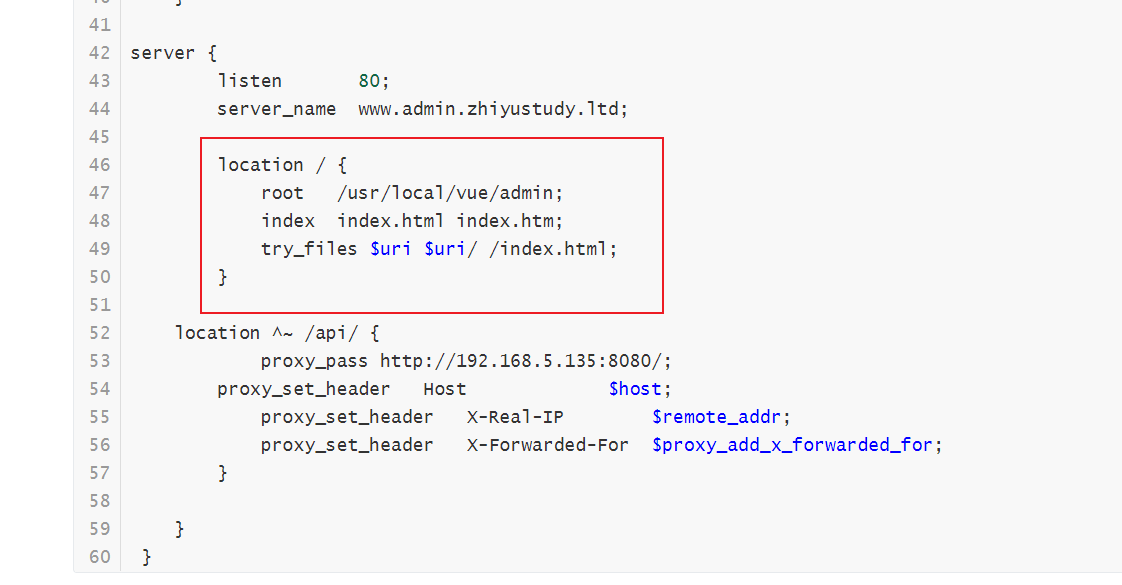 41
42 server {
43 listen 80;
44 server_name www.admin.zhiyustudy.ltd;
45
46 location / {
47 root /usr/local/vue/admin;
48 index index.html index.htm;
49 try_files $uri $uri/ /index.html;
50 }
51
52 location ^~ /api/ {
53 proxy_pass http://192.168.5.135:8080/;
54 proxy_set_header Host $host;
55 proxy_set_header X-Real-IP $remote_addr;
56 proxy_set_header X-Forwarded-For $proxy_add_x_forwarded_for;
57 }
58
59 }
60 }